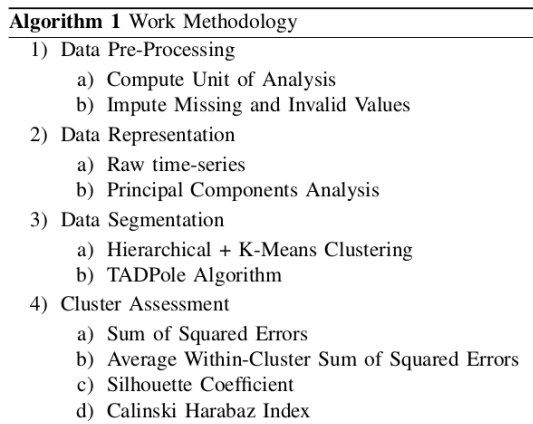 Algorithm 1 Work Methodology
1) Data Pre-Processing
a) Compute Unit of Analysis
b) Impute Missing and Invalid Values
2) Data Representation
a) Raw time-series
b) Principal Components Analysis
3) Data Segmentation
a) Hierarchical + K-Means Clustering
b) TADPole Algorithm
4) Cluster Assessment
a) Sum of Squared Errors
b) Average Within-Cluster Sum of Squared Errors
c) Silhouette Coefficient
d) Calinski Harabaz Index